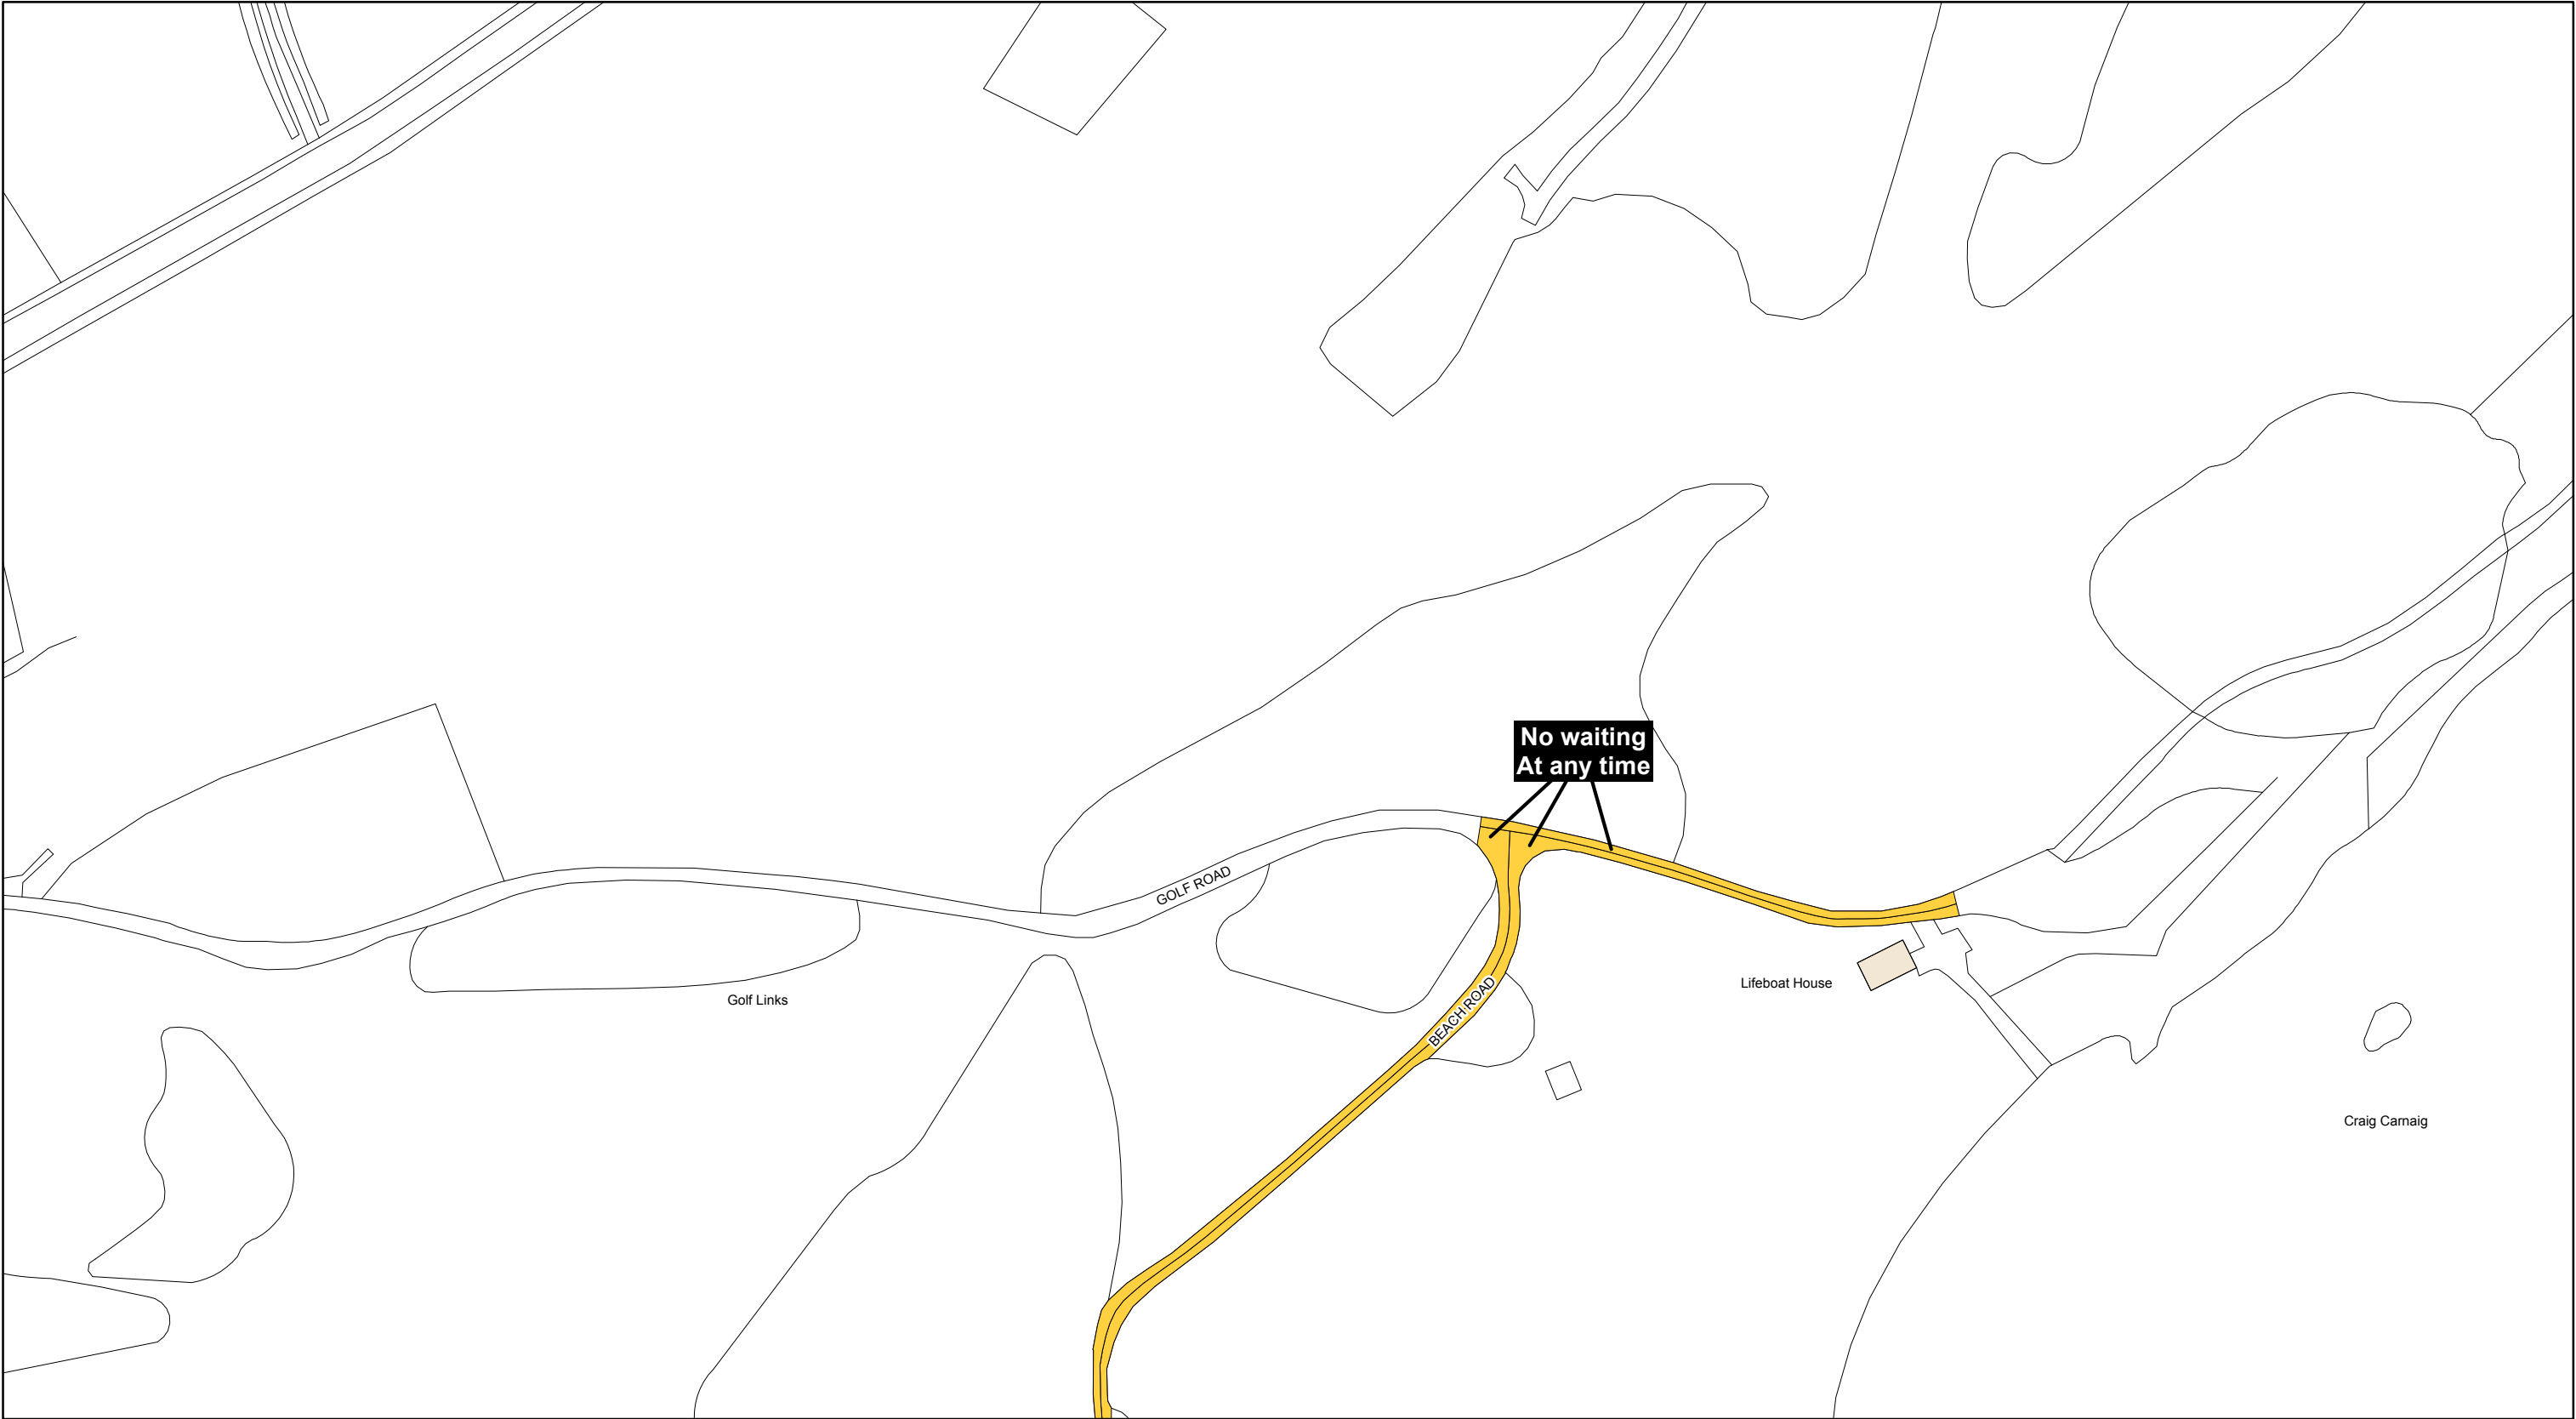 No waiting
At any time
GOLF ROAD
Golf Links
Lifeboat House
BEACH ROAD
Craig Carnaig